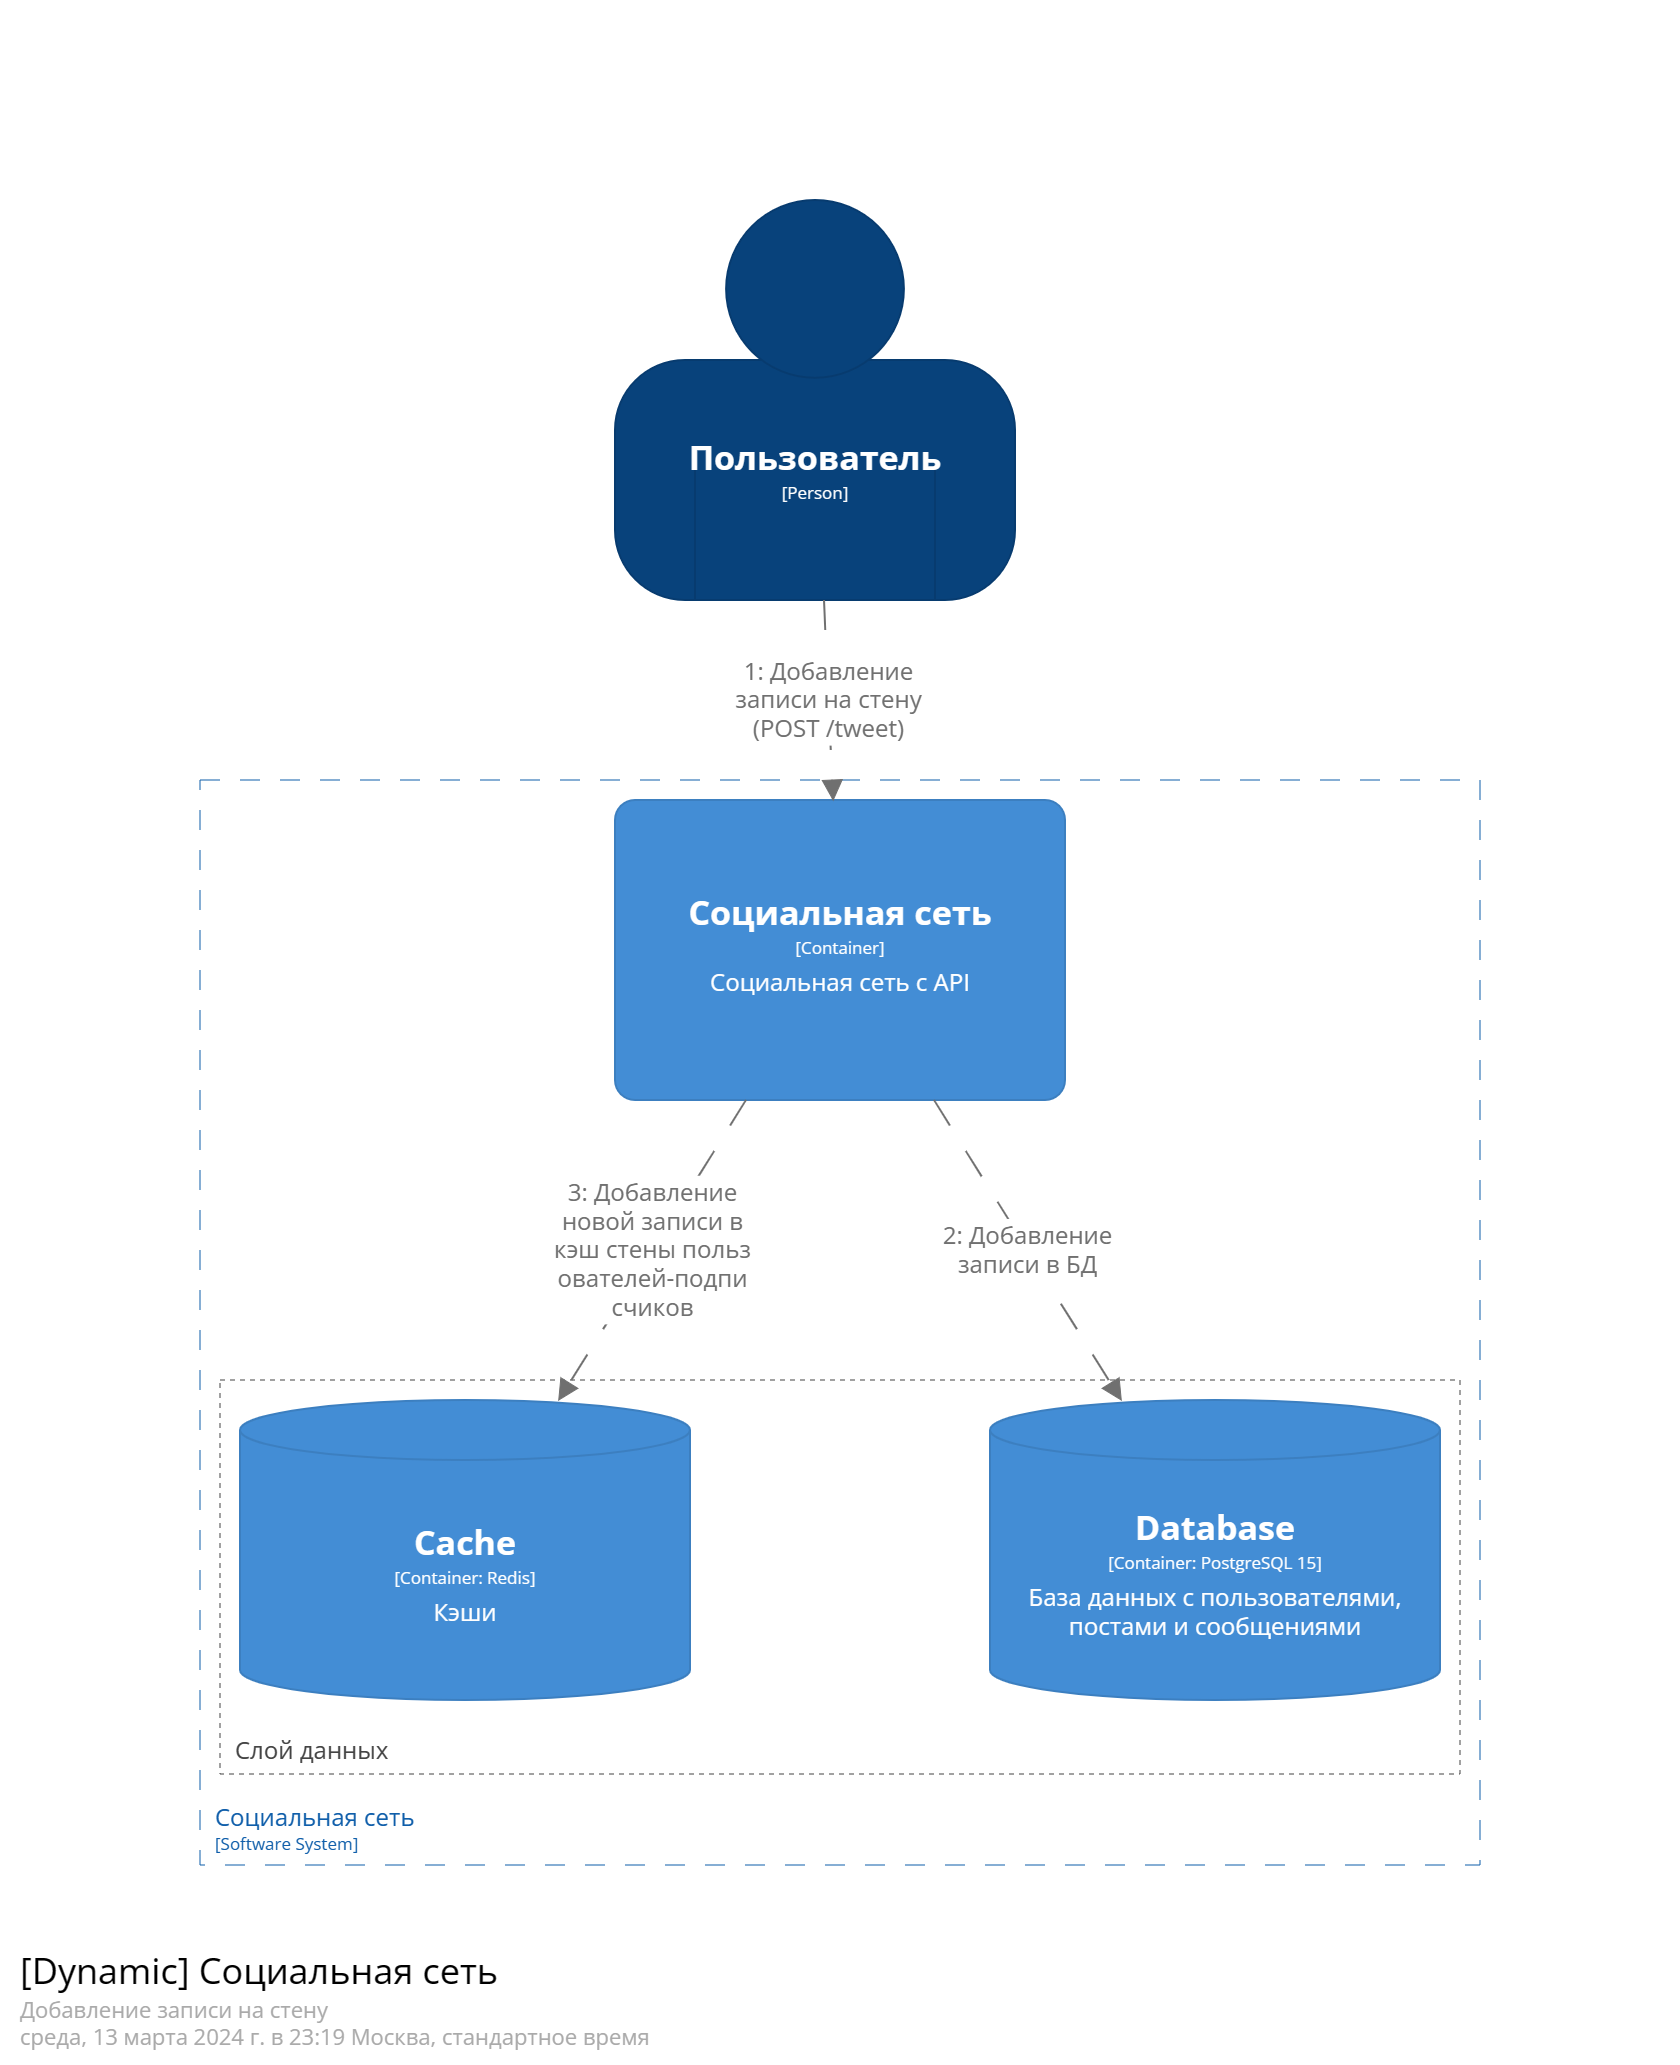 Пользователь
[Person]
1: Добавление
записи на стену
(POST /tweet)
Социальная сеть
[Container]
Социальная сеть с API
3: Добавление
новой записи в
кэш стены польз
ователей-подпи
счиков
2: Добавление
записи в БД
Cache
[Container: Redis]
Кэши
Database
[Container: PostgreSQL 15]
База данных с пользователями,
постами и сообщениями
Слой данных
Социальная сеть
[Software System]
[Dynamic] Социальная сеть
Добавление записи на стену
среда, 13 марта 2024 г. в 23:19 Москва, стандартное время